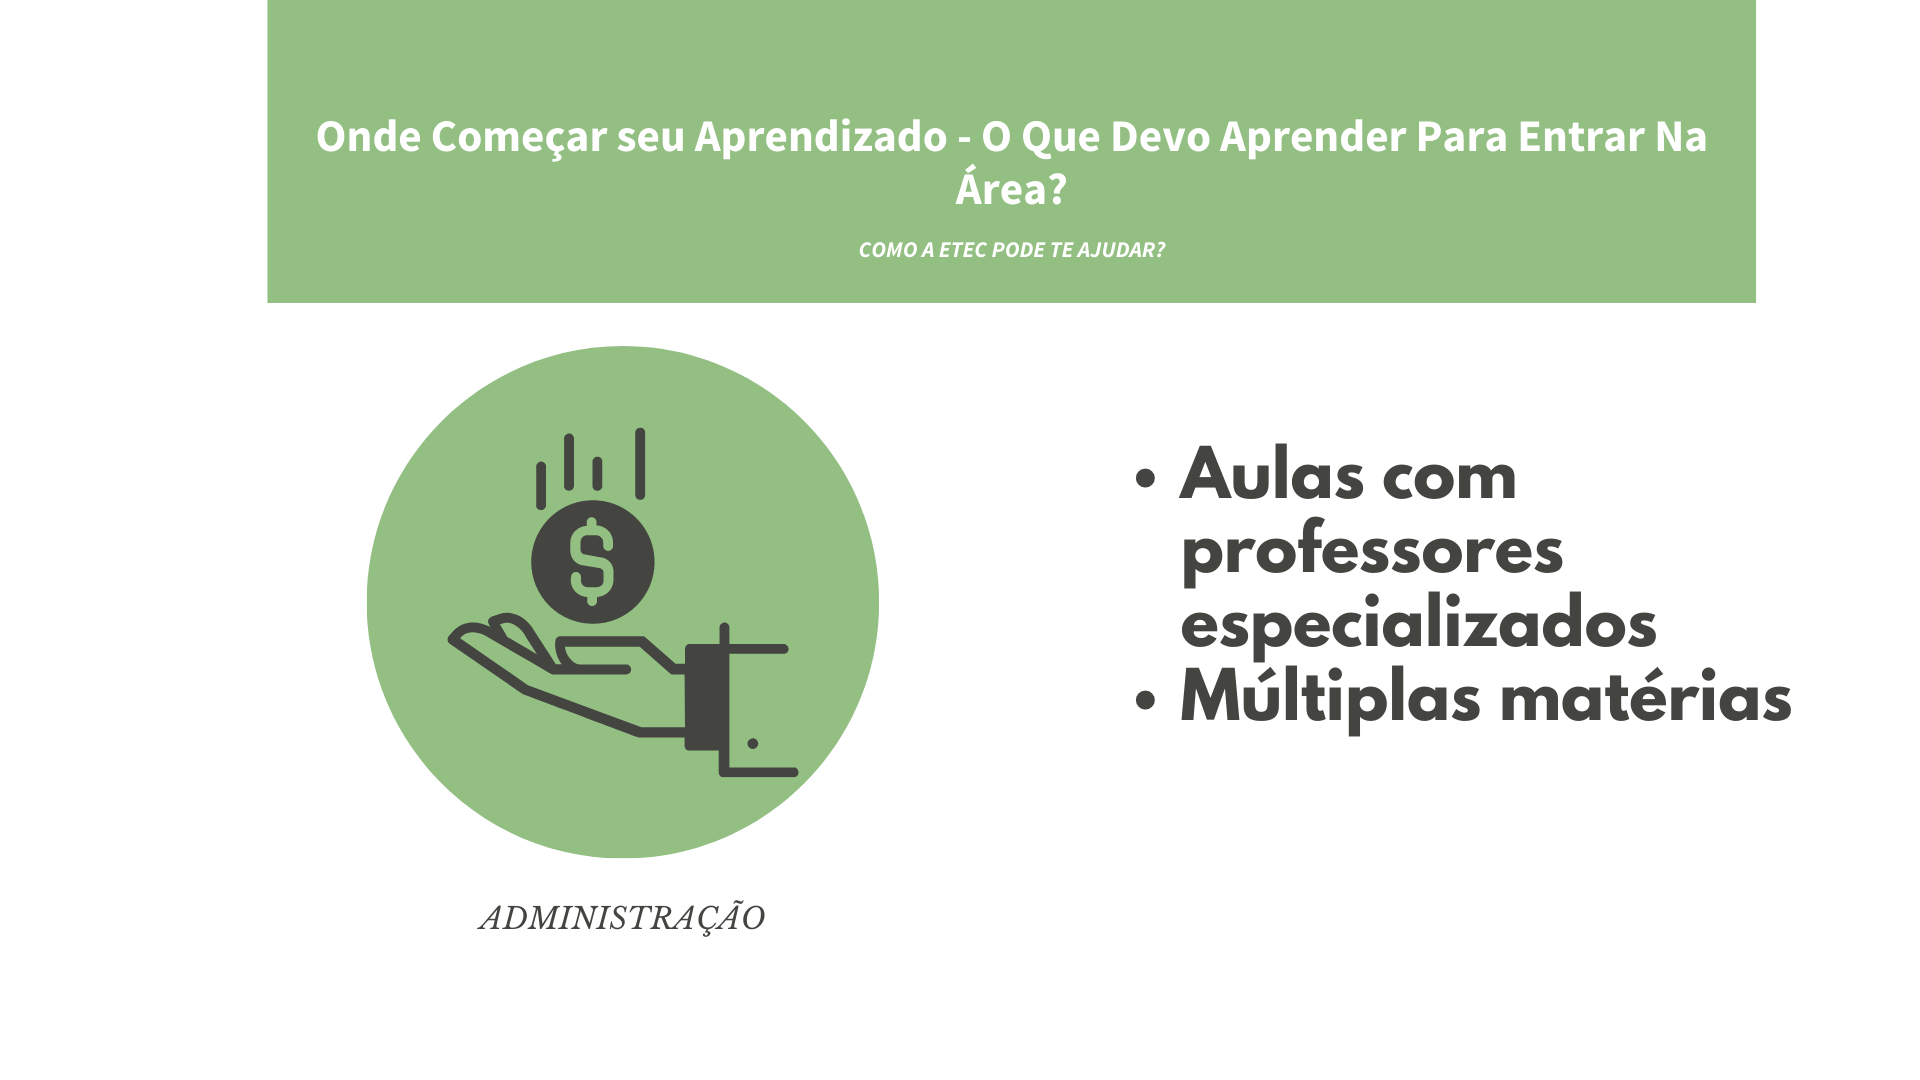 Onde Começar seu Aprendizado - O Que Devo Aprender Para Entrar Na
Área?
COMO A ETEC PODE TE AJUDAR?
$
• Aulas com
professores
especializados
• Múltiplas matérias
ADMINISTRAÇÃO